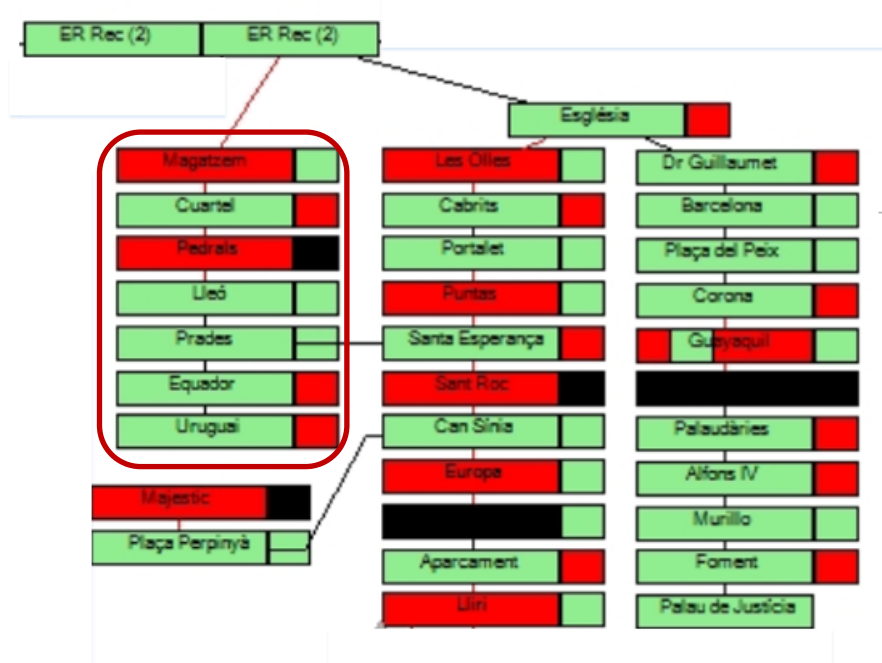 ER Rec (2)
ER Rec (2)
Església
Magatzem
Cuartel
Pedrals
Lleó
Prades
Equador
Uruguai
Majestic
Plaça Perpinyà
Les Olles
Cabrits
Portalet
Puntas
Santa Esperança
Sant Roc
Can Sínia
Europa
Aparcament
Lliri
Dr Guillaumet
Barcelona
Plaça del Peix
Corona
Guayaquil
Palaudàries
Alfons IV
Murillo
Foment
Palau de Justícia